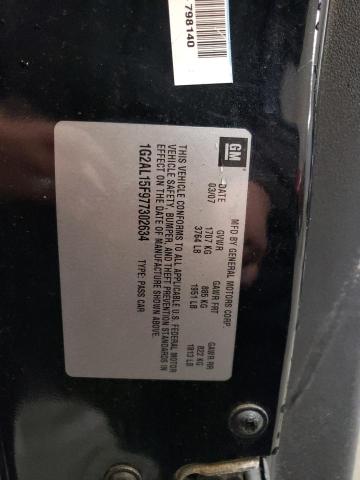 798140
GM
MFD BY GENERAL MOTORS CORP.
DATE GVWR GAWR FRT GAWR RR
03/07 1707 KG 885 KG 822 KG
3764 LB 1951 LB 1813 LB
THIS VEHICLE CONFORMS TO ALL APPLICABLE U.S. FEDERAL MOTOR
VEHICLE SAFETY, BUMPER, AND THEFT PREVENTION STANDARDS IN
EFFECT ON THE DATE OF MANUFACTURE SHOWN ABOVE.
1G2AL15F977302634 TYPE: PASS CAR